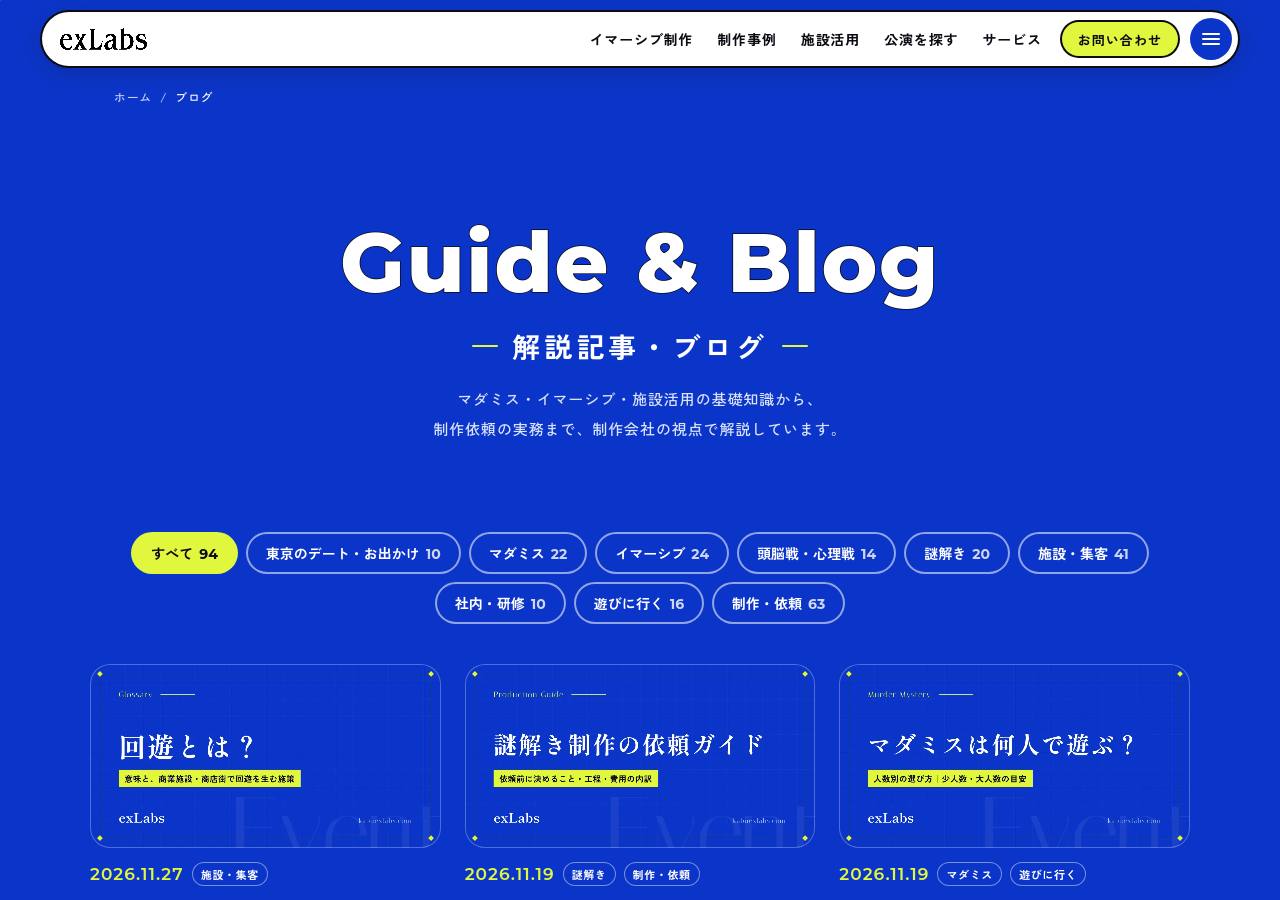 exLabs
イマーシブ制作 制作事例 施設活用 公演を探す サービス お問い合わせ
ホーム / ブログ
Guide & Blog
解説記事・ブログ
マダミス・イマーシブ・施設活用の基礎知識から、
制作依頼の実務まで、制作会社の視点で解説しています。
すべて 94 東京のデート・お出かけ 10 マダミス 22 イマーシブ 24 頭脳戦・心理戦 14 謎解き 20 施設・集客 41
社内・研修 10 遊びに行く 16 制作・依頼 63
Glossary
回遊とは？
意味と、商業施設・商店街で回遊を生む施策
exLabs
Event
2026.11.27 施設・集客
Production Guide
謎解き制作の依頼ガイド
依頼前に決めること・工程・費用の内訳
exLabs
Event
2026.11.19 謎解き 制作・依頼
Murder Mystery
マダミスは何人で遊ぶ？
人数別の選び方｜少人数・大人数の目安
exLabs
Event
2026.11.19 マダミス 遊びに行く